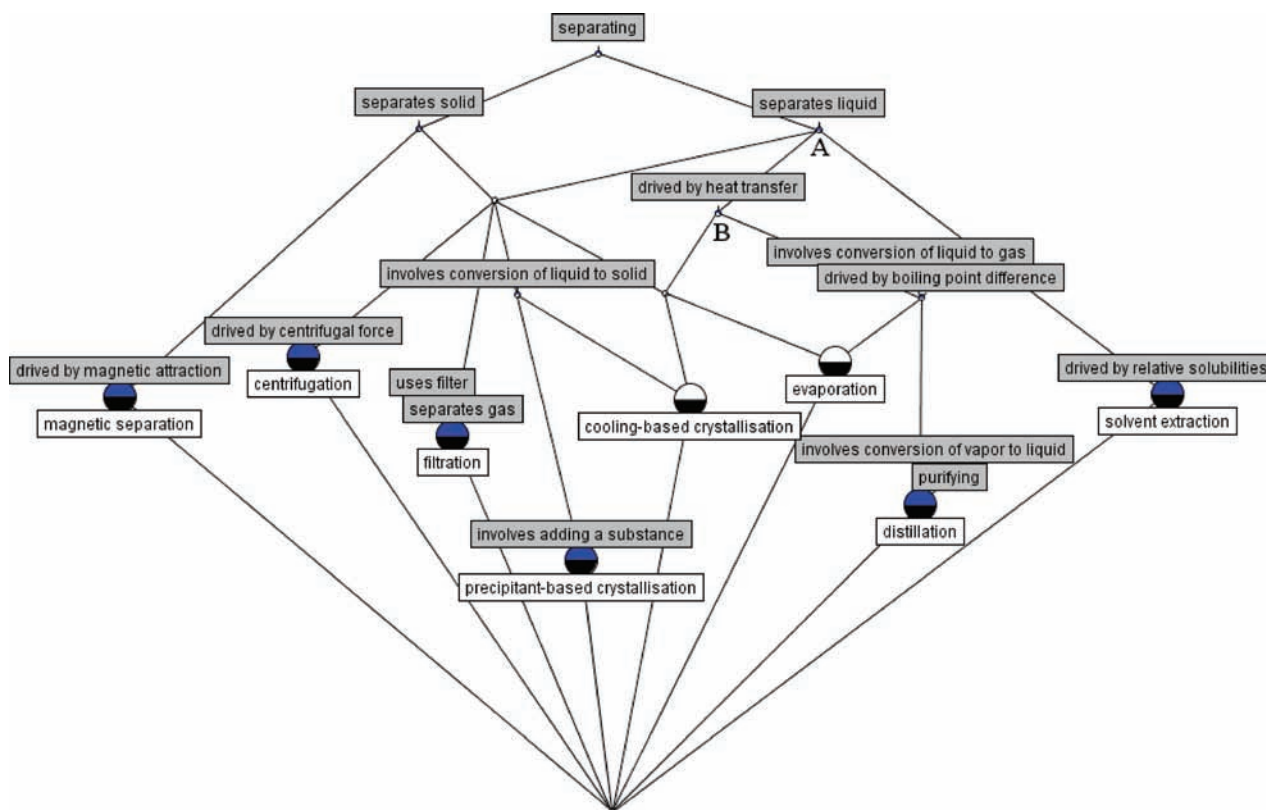 separating
separates solid
separates liquid
A
drived by heat transfer
B
involves conversion of liquid to gas
involves conversion of liquid to solid
drived by boiling point difference
drived by centrifugal force
drived by magnetic attraction
centrifugation
uses filter
evaporation
drived by relative solubilities
separates gas
magnetic separation
cooling-based crystallisation
solvent extraction
filtration
involves conversion of vapor to liquid
purifying
distillation
involves adding a substance
precipitant-based crystallisation